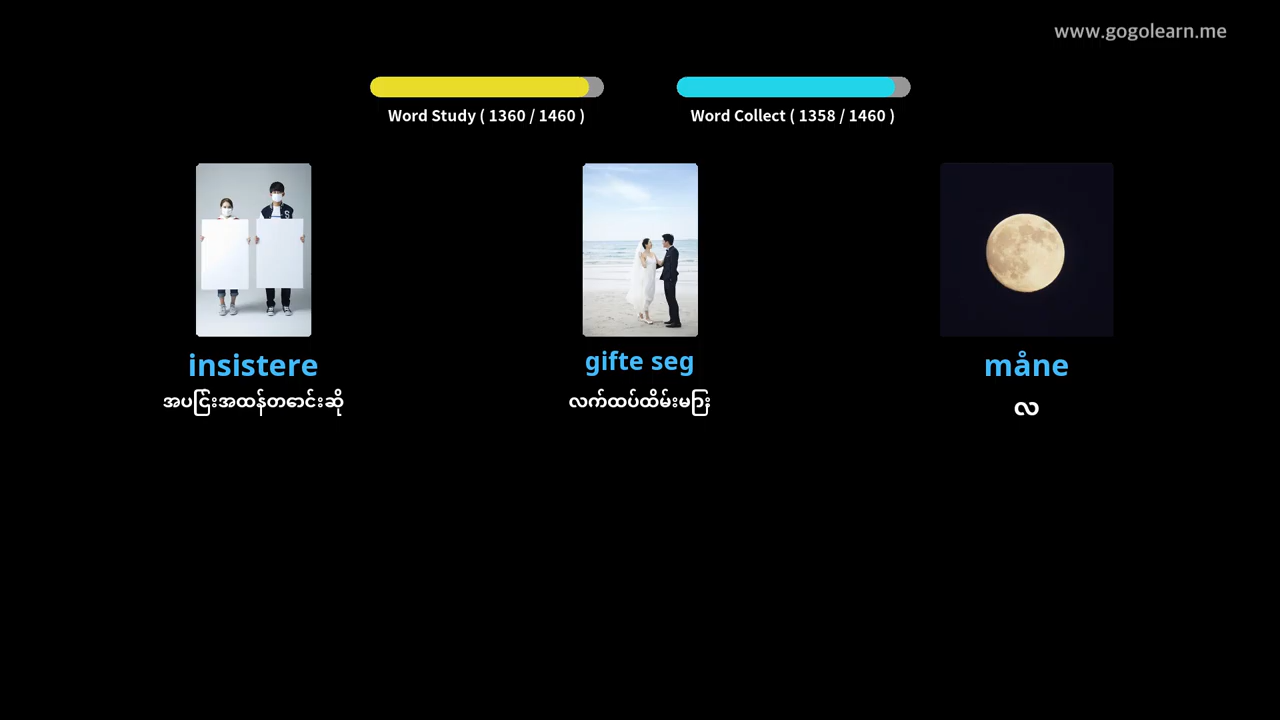 www.gogolearn.me
Word Study ( 1360 / 1460 )
Word Collect ( 1358 / 1460 )
insistere
အပြင်းအထန်တောင်းဆို
gifte seg
လက်ထပ်ထိမ်းမြား
måne
လ